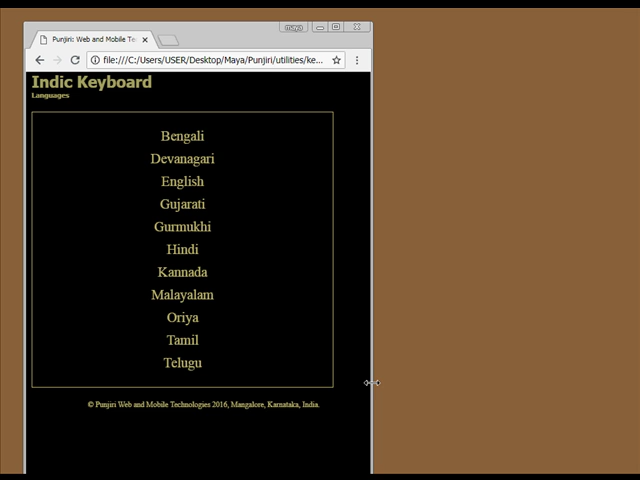 maya
Punjiri: Web and Mobile Te
file:///C:/Users/USER/Desktop/Maya/Punjiri/utilities/ke...
Indic Keyboard
Languages
Bengali
Devanagari
English
Gujarati
Gurmukhi
Hindi
Kannada
Malayalam
Oriya
Tamil
Telugu
© Punjiri Web and Mobile Technologies 2016, Mangalore, Karnataka, India.